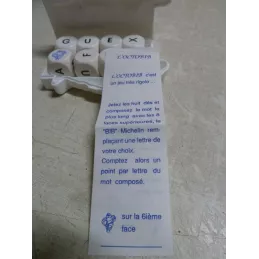 G U E X
A U F
c'est
un jeu très rigolo
Jetez les huit dés et
composez le mot le
plus long avec les 8
faces supérieures, le
"BIB" Michelin rem-
plaçant une lettre de
votre choix.
Comptez alors un
point par lettre du
mot composé.
sur la 6ième
face